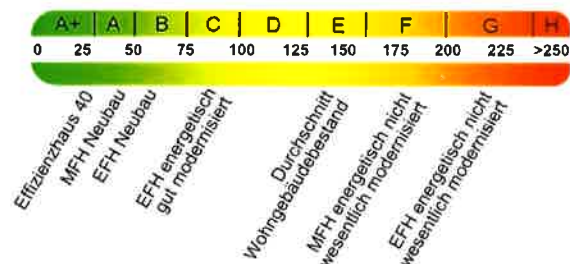 A+ A B C D E F G H
0 25 50 75 100 125 150 175 200 225 >250
Effizienzhaus 40
MFH Neubau
EFH Neubau
EFH energetisch
gut modernisiert
Durchschnitt
Wohngebäudebestand
MFH energetisch nicht
wesentlich modernisiert
EFH energetisch nicht
wesentlich modernisiert